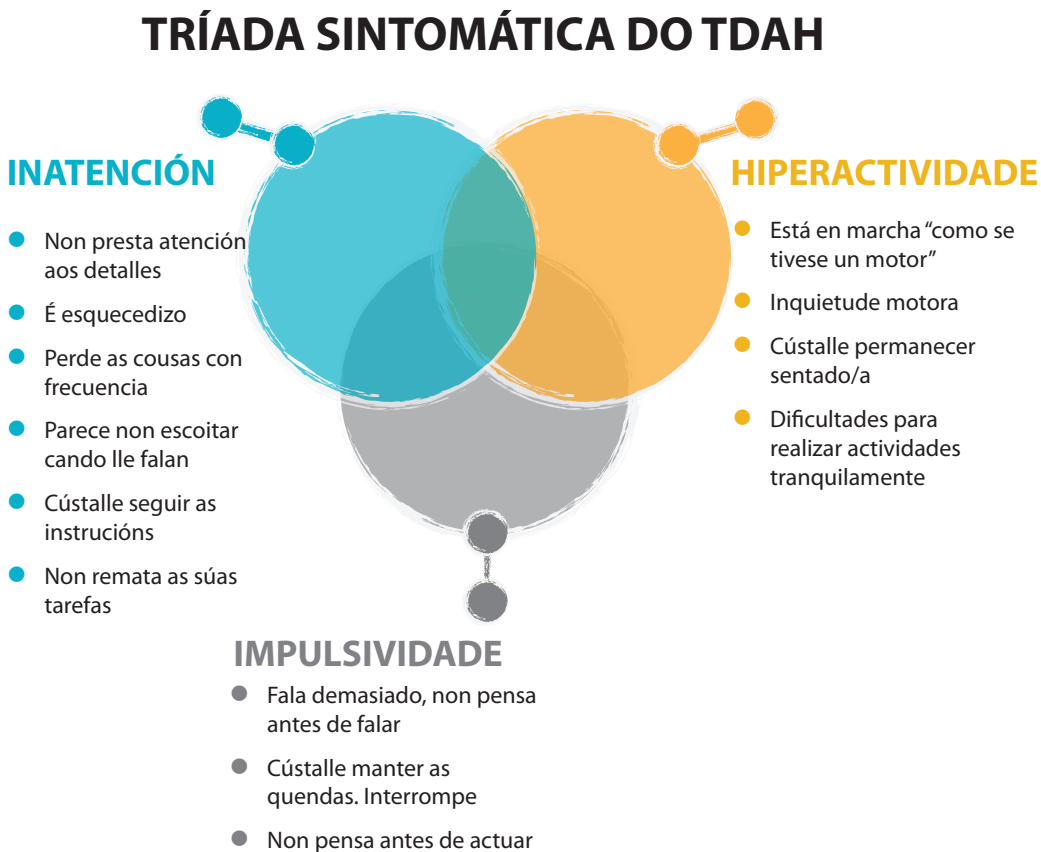 TRÍADA SINTOMÁTICA DO TDAH
INATENCIÓN
Non presta atención
aos detalles
É esquecedizo
Perde as cousas con
frecuencia
Parece non escoitar
cando lle falan
Cústalle seguir as
instrucións
Non remata as súas
tarefas
HIPERACTIVIDADE
Está en marcha “como se
tivese un motor”
Inquietude motora
Cústalle permanecer
sentado/a
Dificultades para
realizar actividades
tranquilamente
IMPULSIVIDADE
Fala demasiado, non pensa
antes de falar
Cústalle manter as
quendas. Interrompe
Non pensa antes de actuar